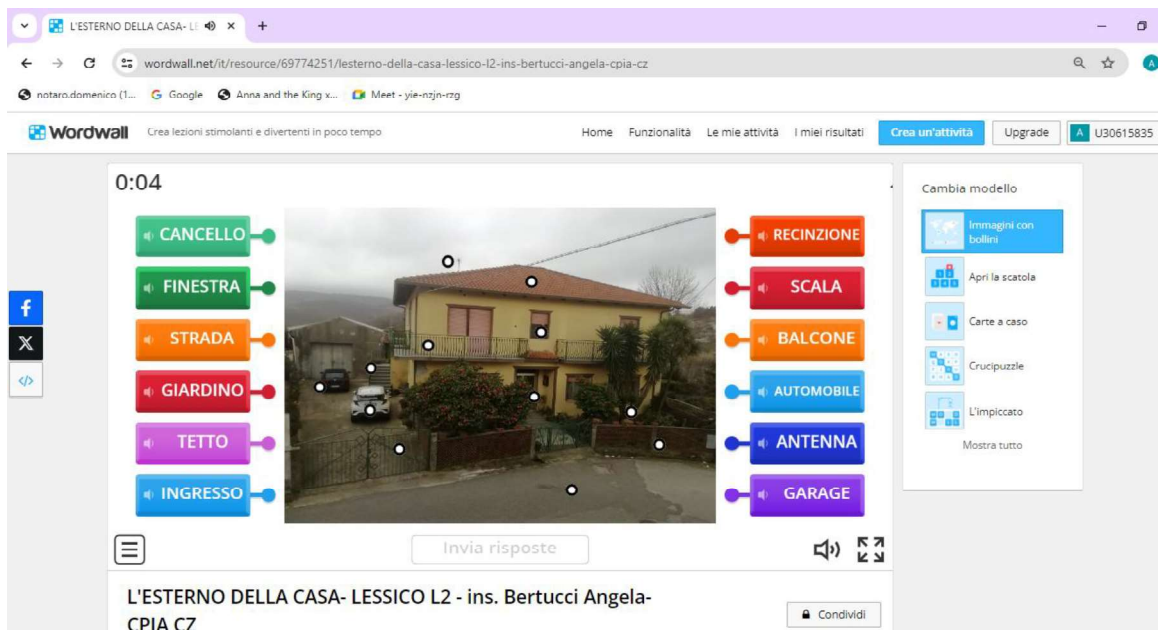 L'ESTERNO DELLA CASA- LE
wordwall.net/it/resource/69774251/lesterno-della-casa-lessico-l2-ins-bertucci-angela-cpia-cz
notaro.domenico (1...
Google
Anna and the King x...
Meet - yie-nzjn-rzg
Wordwall
Crea lezioni stimolanti e divertenti in poco tempo
Home
Funzionalità
Le mie attività
I miei risultati
Crea un'attività
Upgrade
A
U30615835
0:04
CANCELLO
FINESTRA
STRADA
GIARDINO
TETTO
INGRESSO
RECINZIONE
SCALA
BALCONE
AUTOMOBILE
ANTENNA
GARAGE
Invia risposte
L'ESTERNO DELLA CASA- LESSICO L2 - ins. Bertucci Angela-
CPIA CZ
Condividi
Cambia modello
Immagini con
bollini
Apri la scatola
Carte a caso
Crucipuzzle
L'impiccato
Mostra tutto